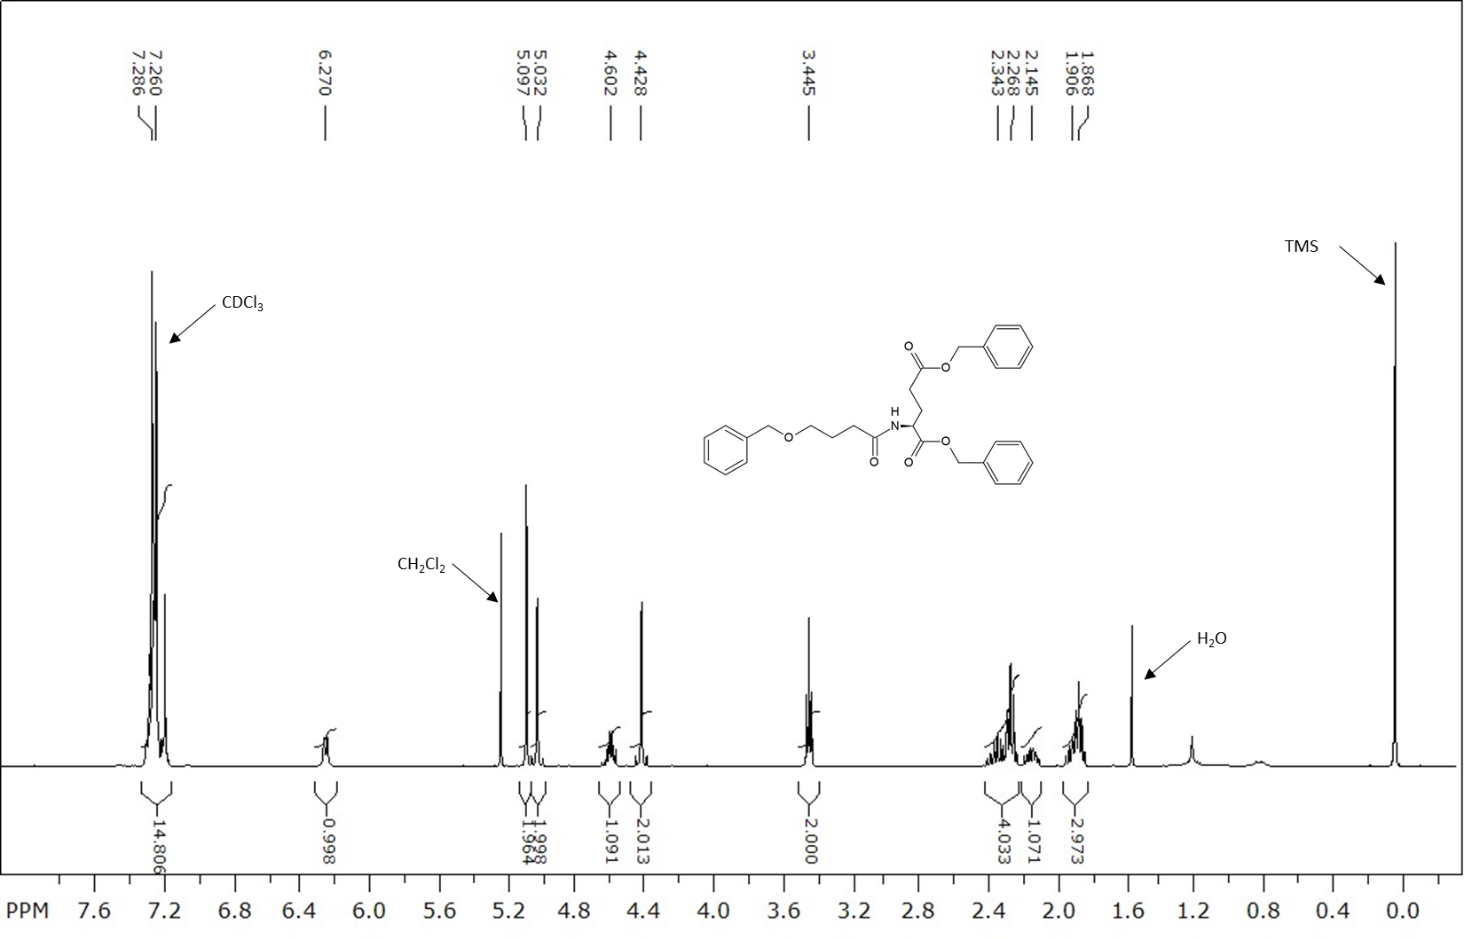 7.286
7.260
6.270
5.097
5.032
4.602
4.428
3.445
2.343
2.268
2.145
1.906
1.868
TMS
CDCl₃
CH₂Cl₂
H₂O
O
O
H
N
O
O
O
O
14.806
0.998
1.964
1.998
1.091
2.013
2.000
4.033
1.071
2.973
PPM 7.6 7.2 6.8 6.4 6.0 5.6 5.2 4.8 4.4 4.0 3.6 3.2 2.8 2.4 2.0 1.6 1.2 0.8 0.4 0.0